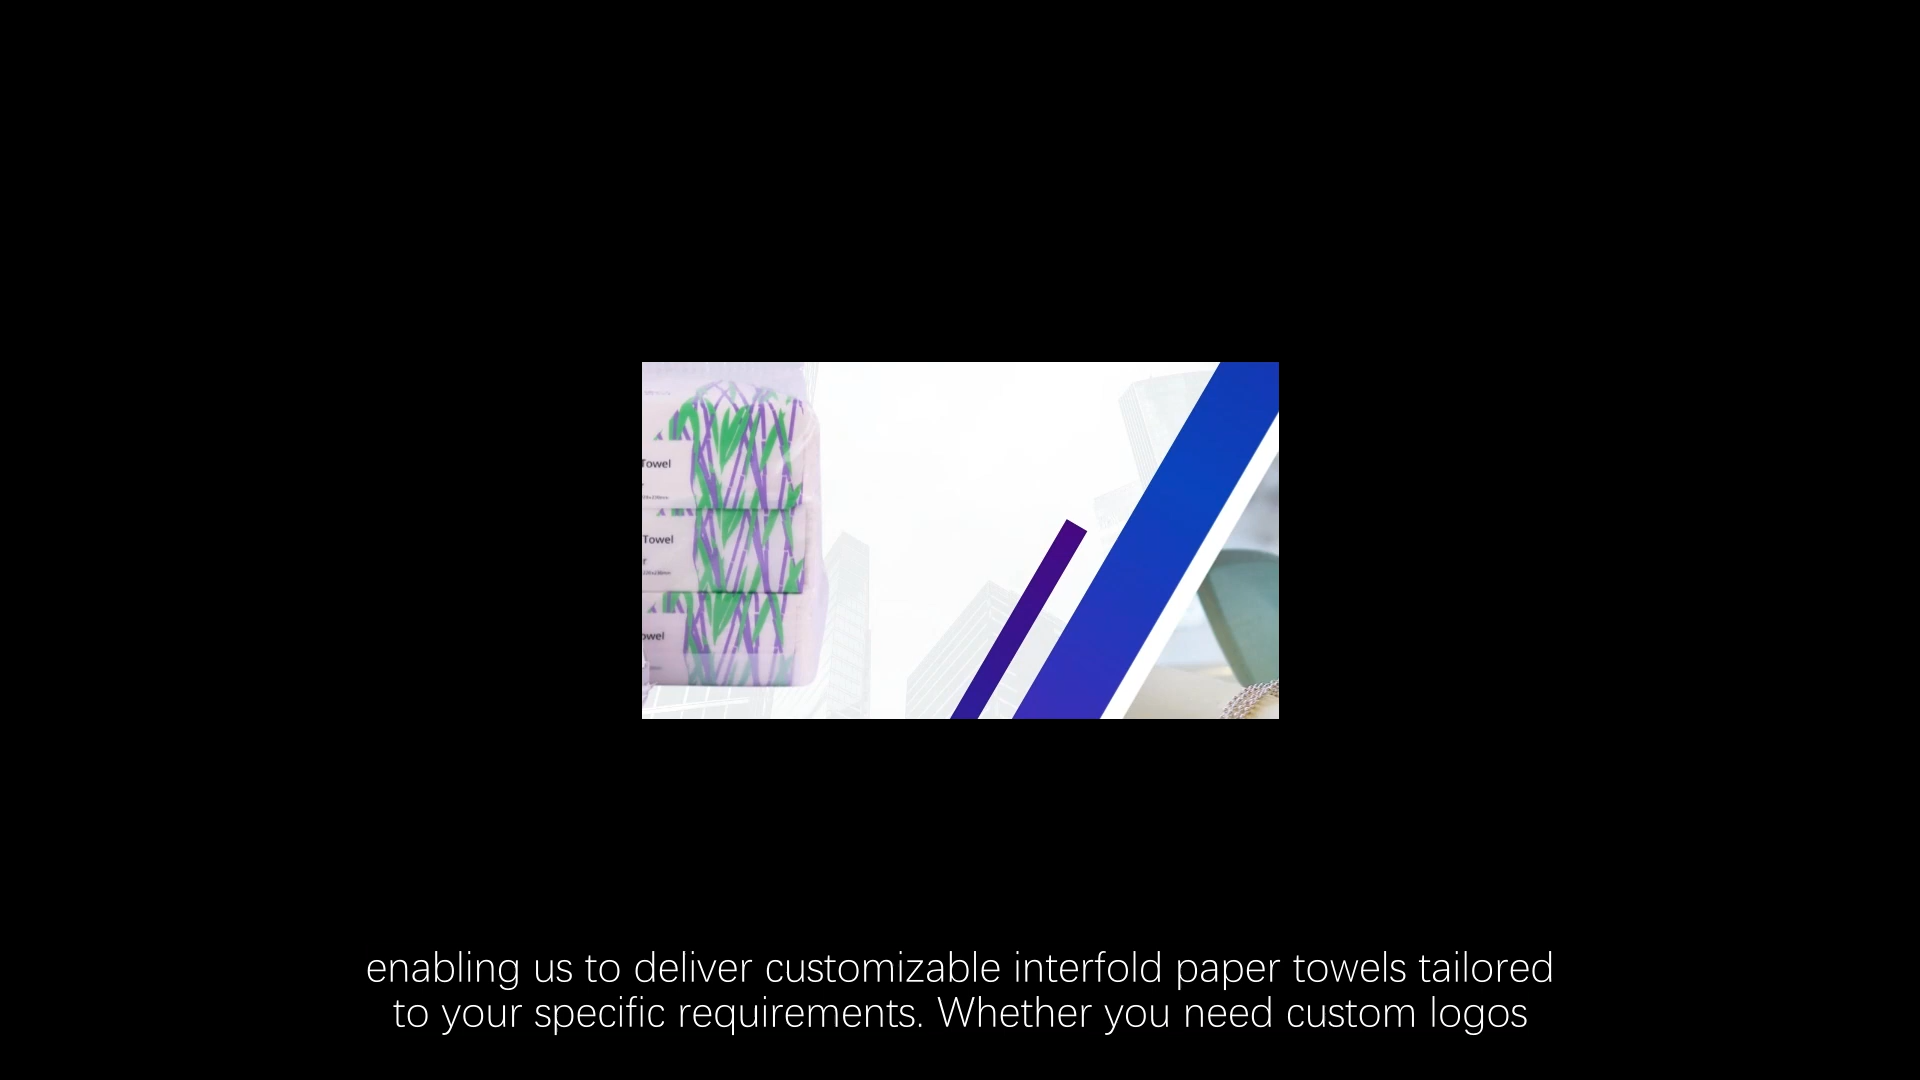 Towel
Towel
enabling us to deliver customizable interfold paper towels tailored
to your specific requirements. Whether you need custom logos